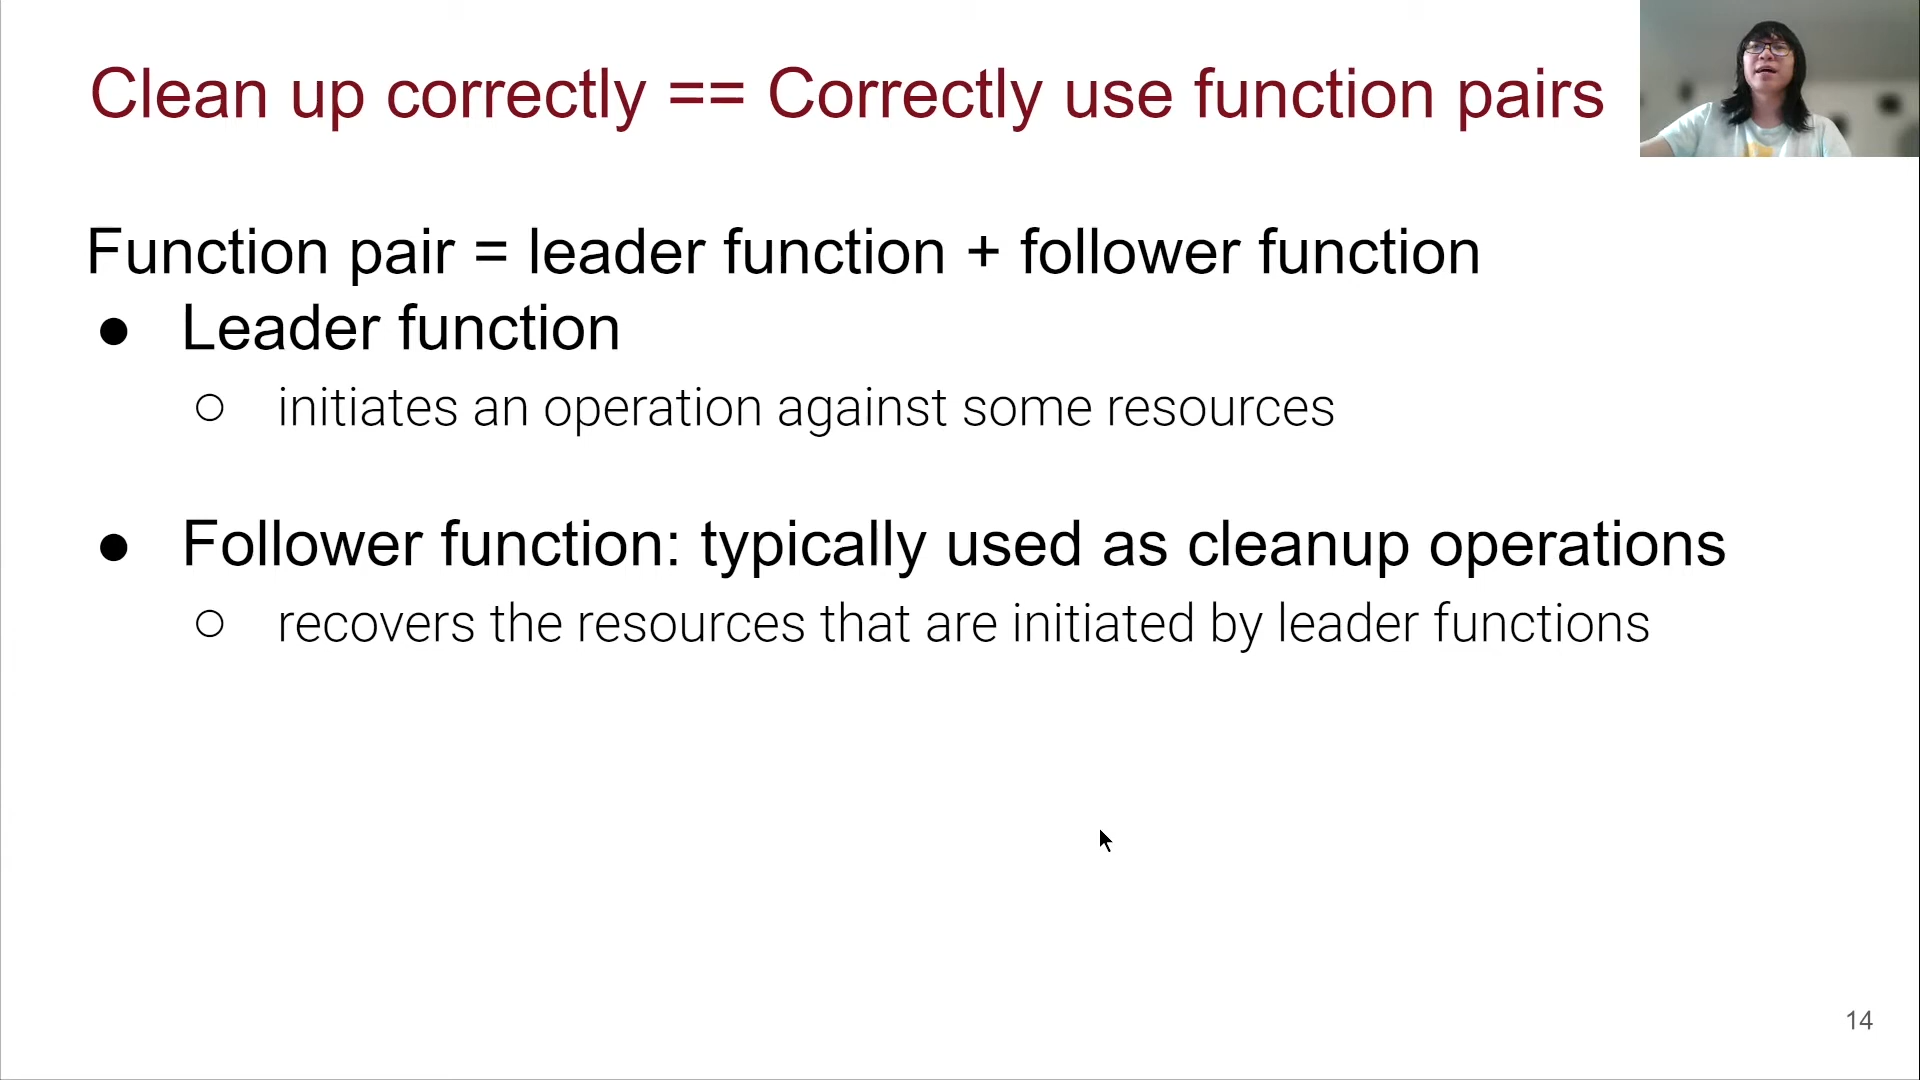 Clean up correctly == Correctly use function pairs
Function pair = leader function + follower function
● Leader function
○ initiates an operation against some resources
● Follower function: typically used as cleanup operations
○ recovers the resources that are initiated by leader functions
14